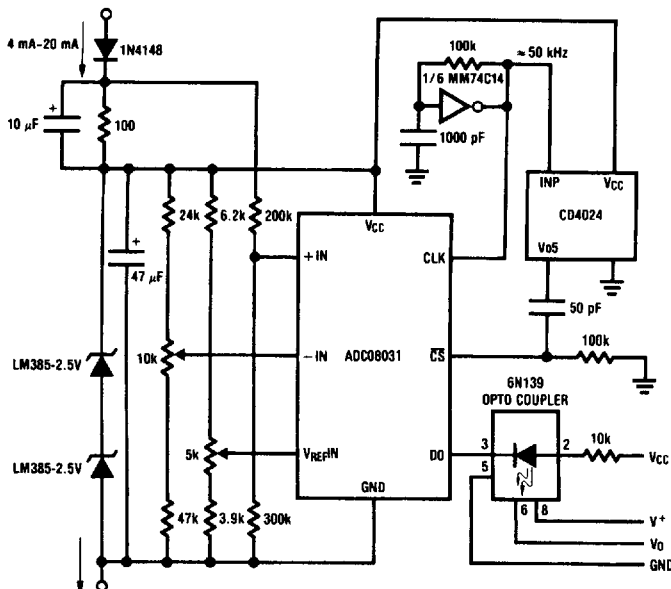 4 mA–20 mA
1N4148
10 µF
+
100
24k
6.2k
200k
+
47 µF
LM385-2.5V
LM385-2.5V
10k
5k
47k
3.9k
300k
VCC
+IN
−IN
VREFIN
GND
ADC08031
CLK
CS
DO
100k
≈ 50 kHz
1/6 MM74C14
1000 pF
INP
VCC
CD4024
VO5
50 pF
100k
6N139
OPTO COUPLER
3
2
5
6
8
10k
VCC
V+
VO
GND